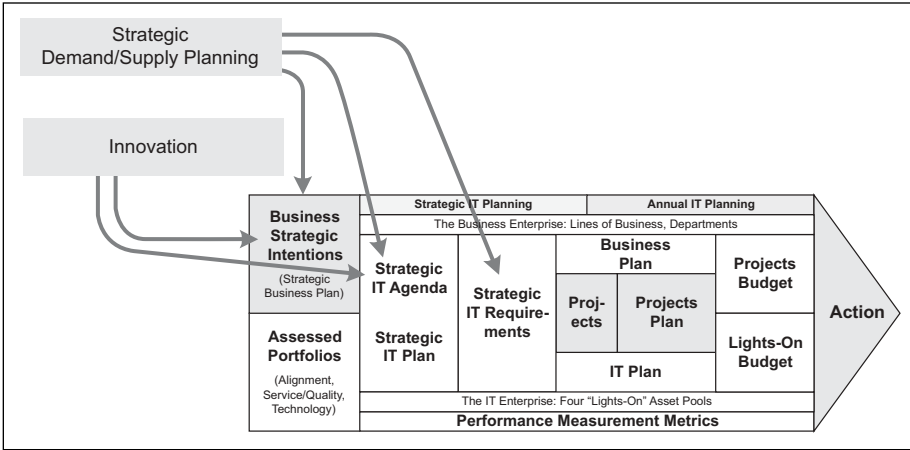 Strategic
Demand/Supply Planning
Innovation
Strategic IT Planning
Annual IT Planning
The Business Enterprise: Lines of Business, Departments
Business
Strategic
Intentions
(Strategic
Business Plan)
Assessed
Portfolios
(Alignment,
Service/Quality,
Technology)
Strategic
IT Agenda
Strategic
IT Plan
Strategic
IT Require-
ments
Business
Plan
Proj-
ects
Projects
Plan
IT Plan
Projects
Budget
Lights-On
Budget
Action
The IT Enterprise: Four “Lights-On” Asset Pools
Performance Measurement Metrics